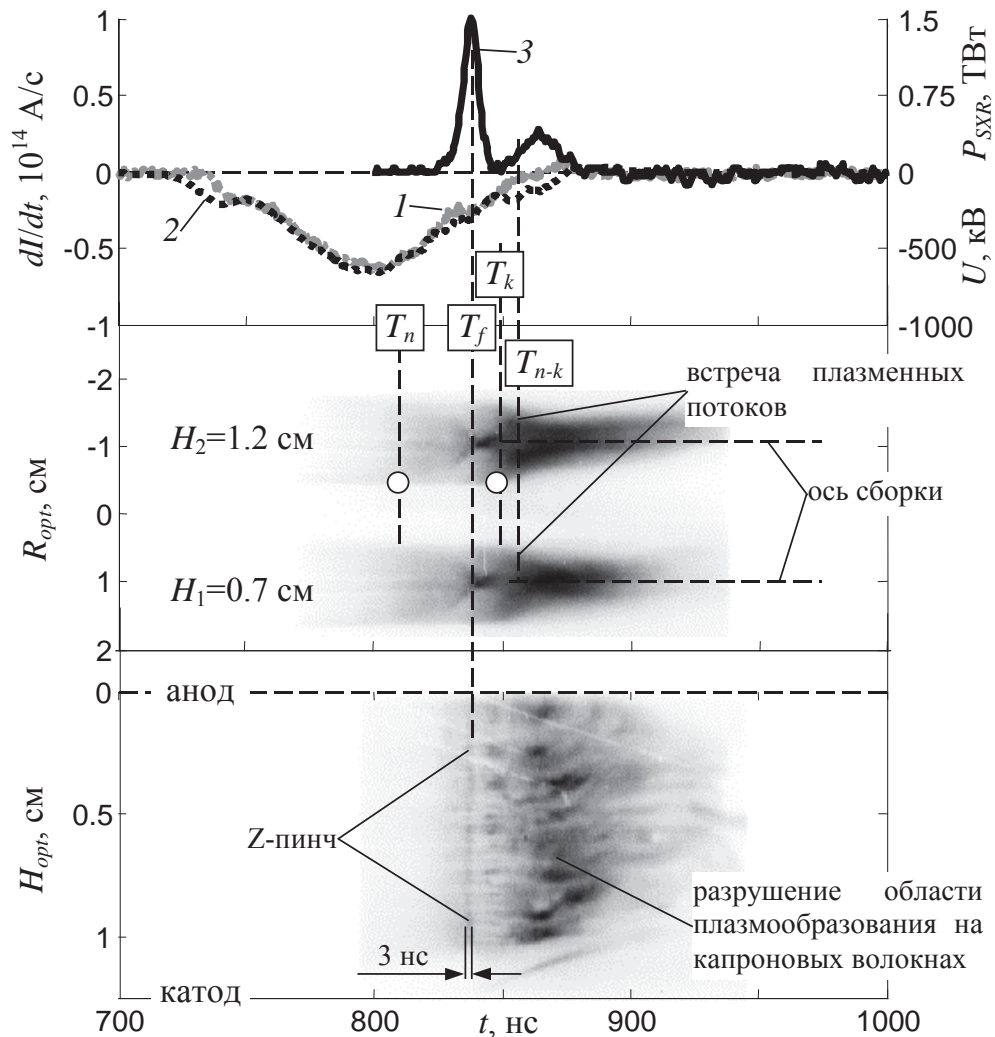 1
0.5
0
-0.5
-1
dI/dt, 10¹⁴ А/с
1.5
0.75
0
-500
-1000
U, кВ P_SXR, ТВт
3
1
2
T_k
T_n
T_f
T_n-k
-2
-1
0
1
2
R_opt, см
H₂=1.2 см
H₁=0.7 см
встреча плазменных
потоков
ось сборки
0
0.5
1
H_opt, см
анод
Z-пинч
разрушение области
плазмообразования на
капроновых волокнах
3 нс
катод
700
800
t, нс
900
1000